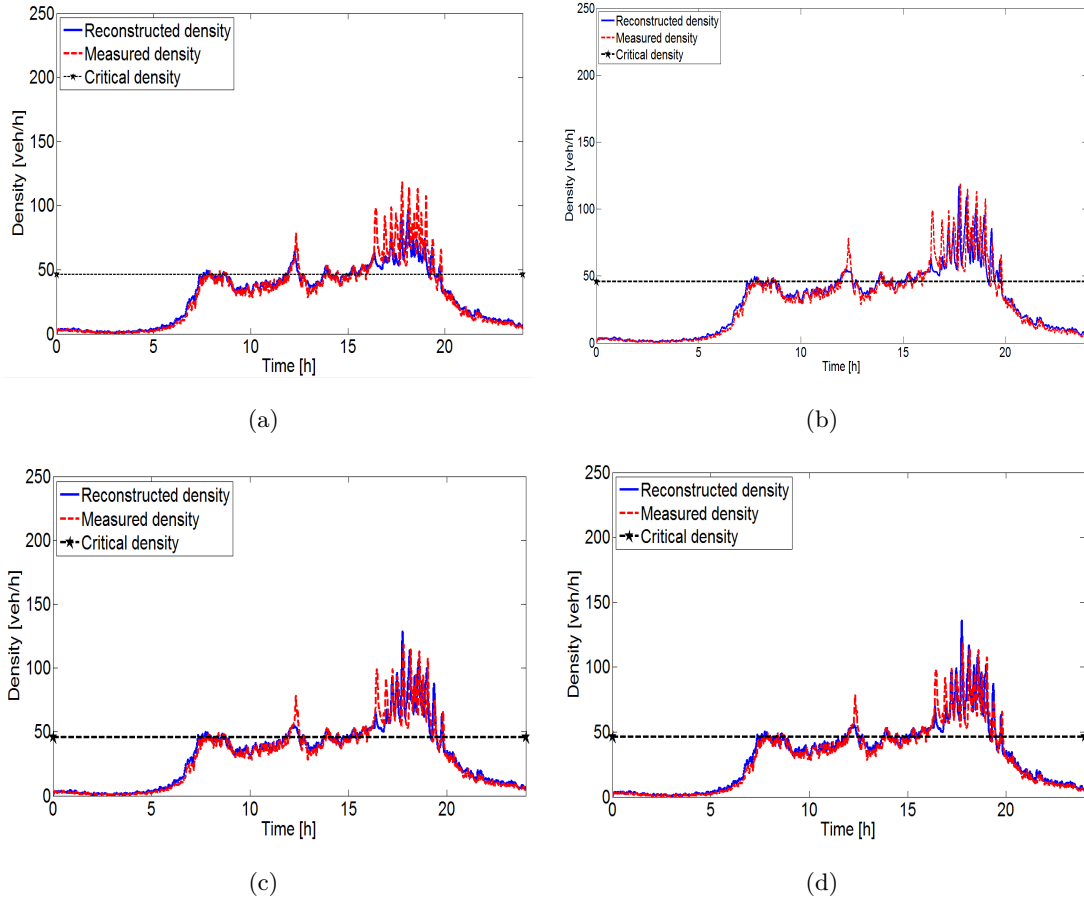 250
200
150
100
50
0
Density [veh/h]
Reconstructed density
Measured density
Critical density
0 5 10 15 20
Time [h]
(a)
250
200
150
100
50
0
Density [veh/h]
Reconstructed density
Measured density
Critical density
0 5 10 15 20
Time [h]
(b)
250
200
150
100
50
0
Density [veh/h]
Reconstructed density
Measured density
Critical density
0 5 10 15 20
Time [h]
(c)
250
200
150
100
50
0
Density [veh/h]
Reconstructed density
Measured density
Critical density
0 5 10 15 20
Time [h]
(d)